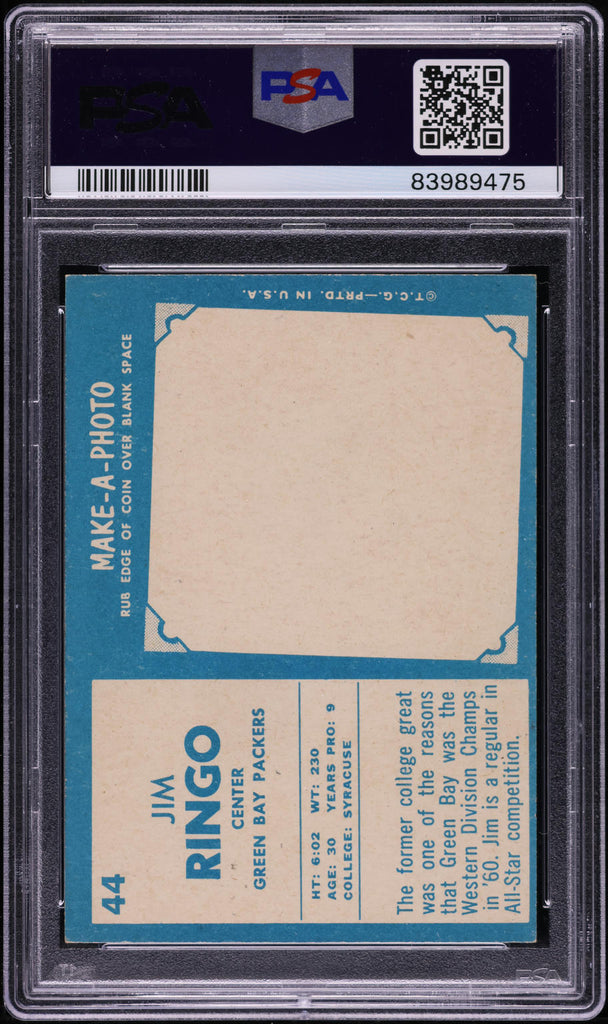 PSA
PSA
83989475
44
JIM
RINGO
CENTER
GREEN BAY PACKERS
HT: 6:02 WT: 230
AGE: 30 YEARS PRO: 9
COLLEGE: SYRACUSE
The former college great
was one of the reasons
that Green Bay was the
Western Division Champs
in '60. Jim is a regular in
All-Star competition.
MAKE-A-PHOTO
RUB EDGE OF COIN OVER BLANK SPACE
©T.C.G.—PRTD. IN U.S.A.
PSA